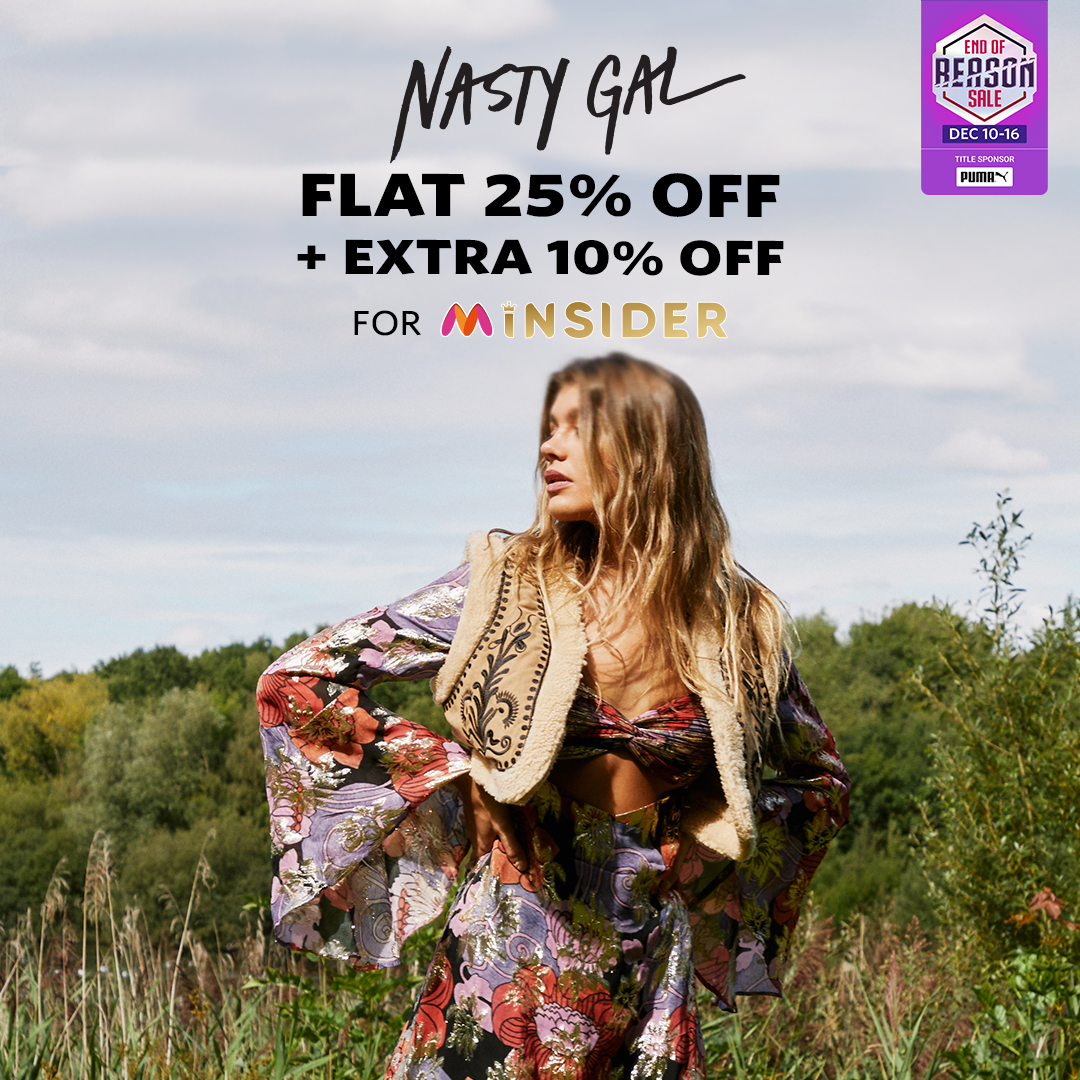 NASTY GAL
FLAT 25% OFF
+ EXTRA 10% OFF
FOR M INSIDER
END OF
REASON
SALE
DEC 10-16
TITLE SPONSOR
PUMA